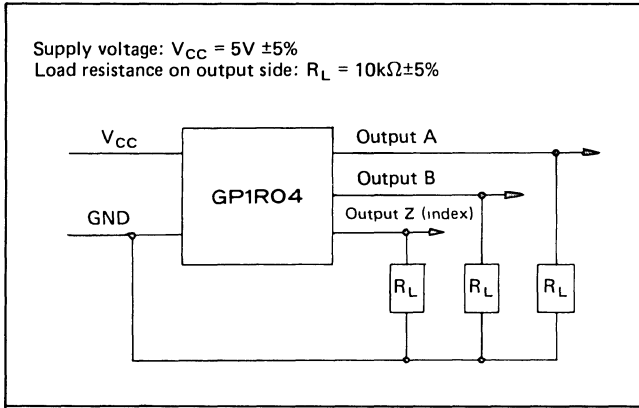 Supply voltage: VCC = 5V ±5%
Load resistance on output side: RL = 10kΩ±5%
VCC
Output A
GP1R04
Output B
GND
Output Z (index)
RL
RL
RL